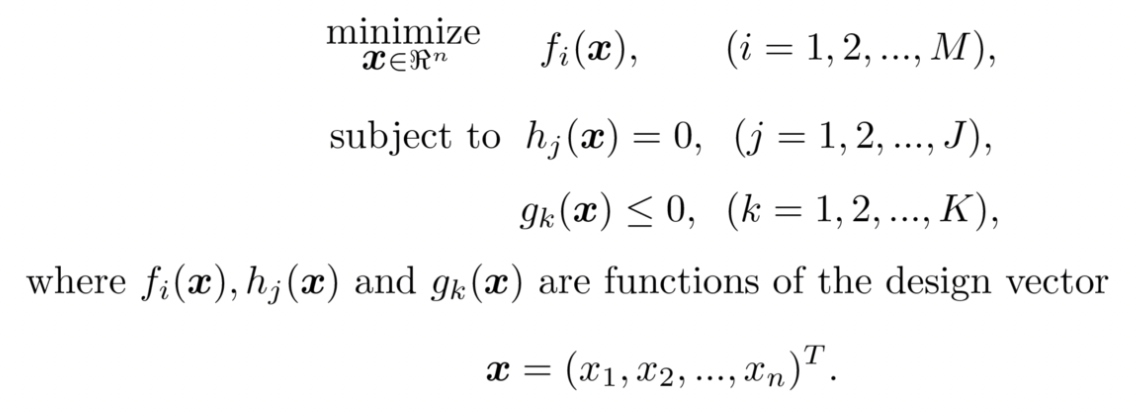 minimize f_i(x), (i = 1, 2, ..., M),
x∈ℜⁿ
subject to h_j(x) = 0, (j = 1, 2, ..., J),
g_k(x) ≤ 0, (k = 1, 2, ..., K),
where f_i(x), h_j(x) and g_k(x) are functions of the design vector
x = (x_1, x_2, ..., x_n)^T.